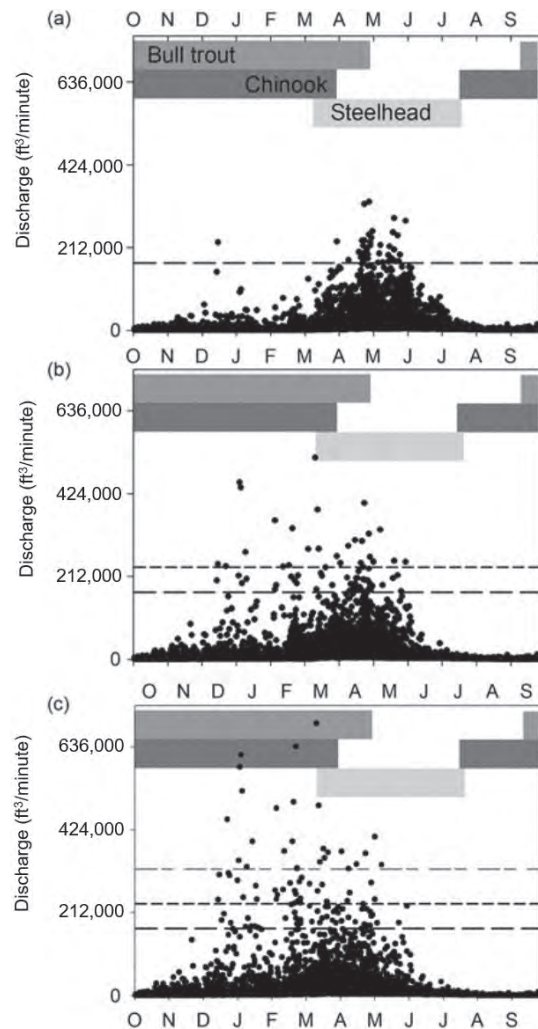 (a)
O N D J F M A M J J A S
Bull trout
Chinook
Steelhead
Discharge (ft³/minute)
636,000
424,000
212,000
0
O N D J F M A M J J A S
(b)
Discharge (ft³/minute)
636,000
424,000
212,000
0
O N D J F M A M J J A S
(c)
Discharge (ft³/minute)
636,000
424,000
212,000
0
O N D J F M A M J J A S